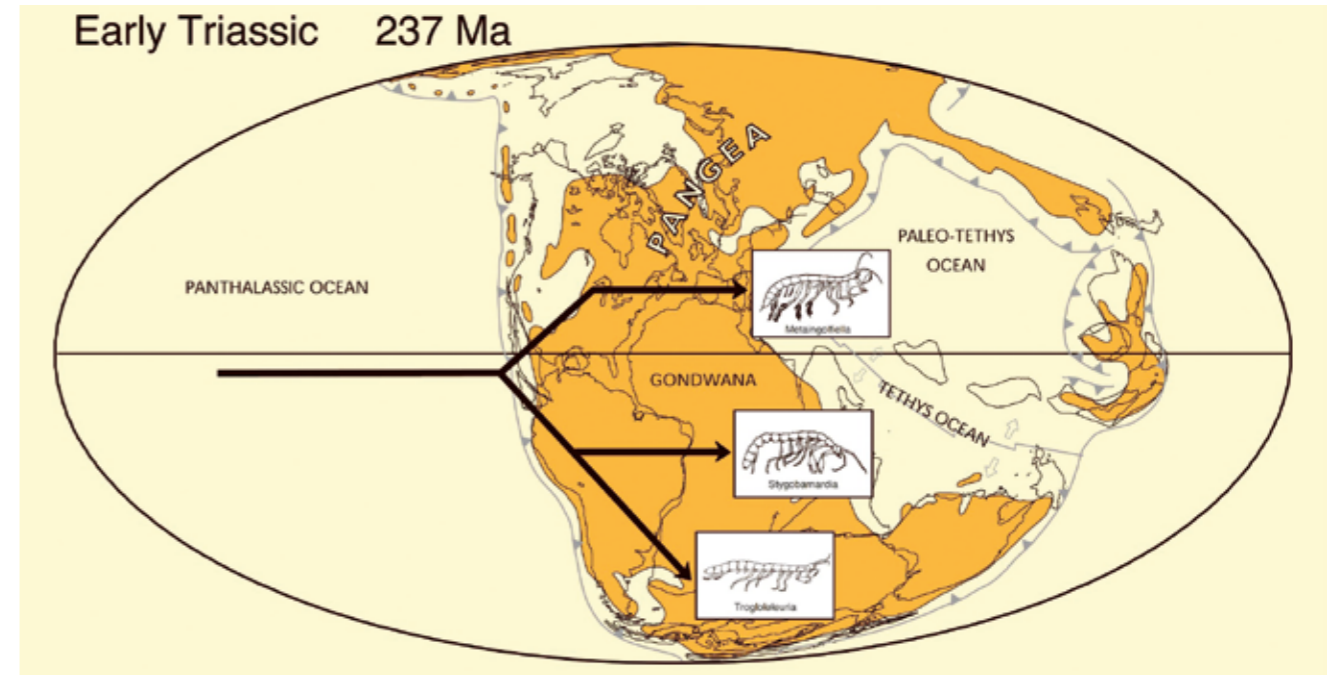 Early Triassic 237 Ma
PANGEA
PALEO-TETHYS
OCEAN
PANTHALASSIC OCEAN
Metaingolfiella
GONDWANA
TETHYS OCEAN
Stygobarnardia
Trogloleleuria